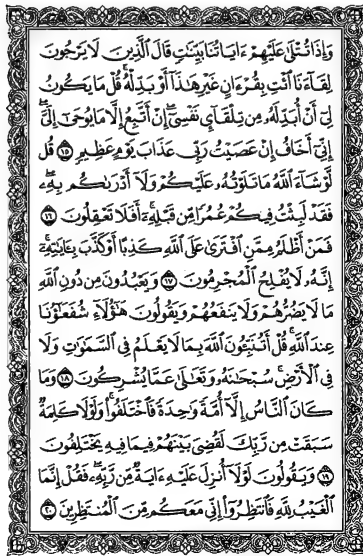 وَإِذَا تُتْلَىٰ عَلَيْهِمْ ءَايَاتُنَا بَيِّنَٰتٍ قَالَ ٱلَّذِينَ لَا يَرْجُونَ
لِقَآءَنَا ٱئْتِ بِقُرْءَانٍ غَيْرِ هَٰذَآ أَوْ بَدِّلْهُ قُلْ مَا يَكُونُ
لِىٓ أَنْ أُبَدِّلَهُۥ مِن تِلْقَآئِ نَفْسِىٓ إِنْ أَتَّبِعُ إِلَّا مَا يُوحَىٰٓ إِلَىَّ
إِنِّىٓ أَخَافُ إِنْ عَصَيْتُ رَبِّى عَذَابَ يَوْمٍ عَظِيمٍ ١٥ قُل
لَّوْ شَآءَ ٱللَّهُ مَا تَلَوْتُهُۥ عَلَيْكُمْ وَلَآ أَدْرَىٰكُم بِهِۦ
فَقَدْ لَبِثْتُ فِيكُمْ عُمُرًا مِّن قَبْلِهِۦٓ أَفَلَا تَعْقِلُونَ ١٦
فَمَنْ أَظْلَمُ مِمَّنِ ٱفْتَرَىٰ عَلَى ٱللَّهِ كَذِبًا أَوْ كَذَّبَ بِـَٔايَٰتِهِۦٓ
إِنَّهُۥ لَا يُفْلِحُ ٱلْمُجْرِمُونَ ١٧ وَيَعْبُدُونَ مِن دُونِ ٱللَّهِ
مَا لَا يَضُرُّهُمْ وَلَا يَنفَعُهُمْ وَيَقُولُونَ هَٰٓؤُلَآءِ شُفَعَٰٓؤُنَا
عِندَ ٱللَّهِ قُلْ أَتُنَبِّـُٔونَ ٱللَّهَ بِمَا لَا يَعْلَمُ فِى ٱلسَّمَٰوَٰتِ وَلَا
فِى ٱلْأَرْضِ سُبْحَٰنَهُۥ وَتَعَٰلَىٰ عَمَّا يُشْرِكُونَ ١٨ وَمَا
كَانَ ٱلنَّاسُ إِلَّآ أُمَّةً وَٰحِدَةً فَٱخْتَلَفُوا۟ وَلَوْلَا كَلِمَةٌ
سَبَقَتْ مِن رَّبِّكَ لَقُضِىَ بَيْنَهُمْ فِيمَا فِيهِ يَخْتَلِفُونَ
١٩ وَيَقُولُونَ لَوْلَآ أُنزِلَ عَلَيْهِ ءَايَةٌ مِّن رَّبِّهِۦ فَقُلْ إِنَّمَا
ٱلْغَيْبُ لِلَّهِ فَٱنتَظِرُوٓا۟ إِنِّى مَعَكُم مِّنَ ٱلْمُنتَظِرِينَ ٢٠